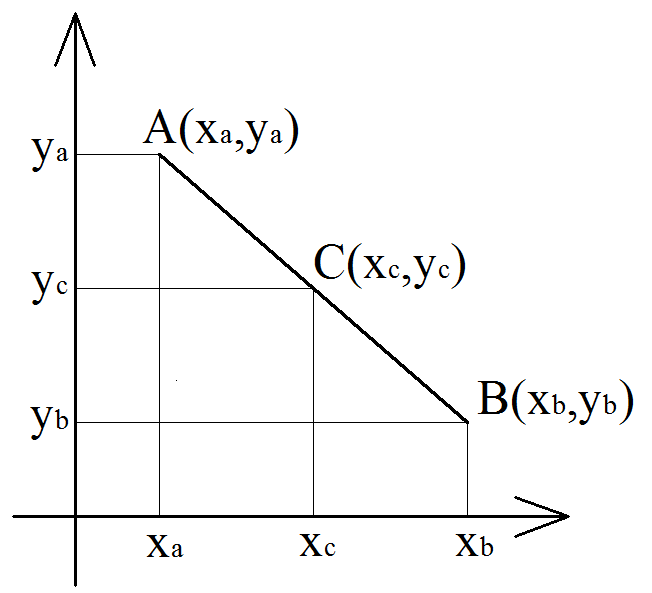 A(xa,ya)
ya
C(xc,yc)
yc
B(xb,yb)
yb
xa xc xb